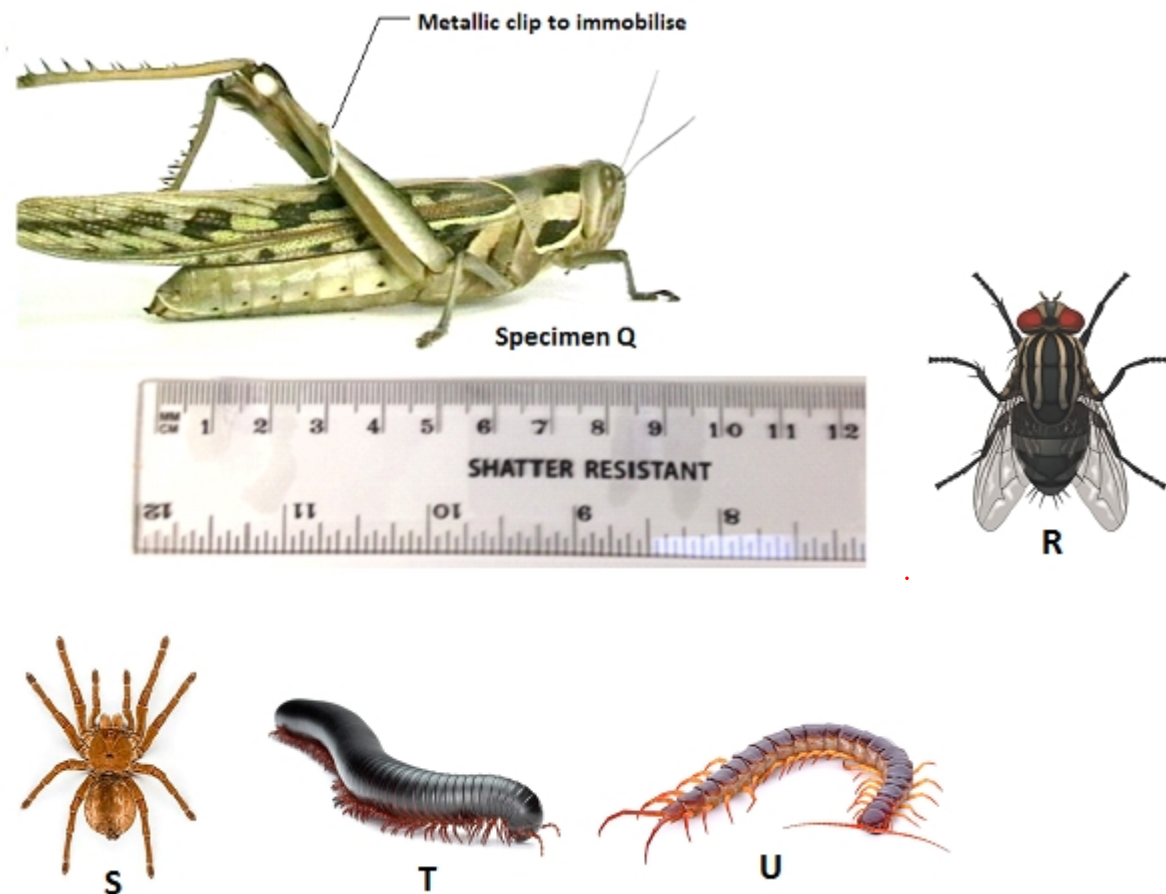 Metallic clip to immobilise
Specimen Q
MM
CM 1 2 3 4 5 6 7 8 9 10 11 12
SHATTER RESISTANT
12 11 10 9 8
R
S
T
U